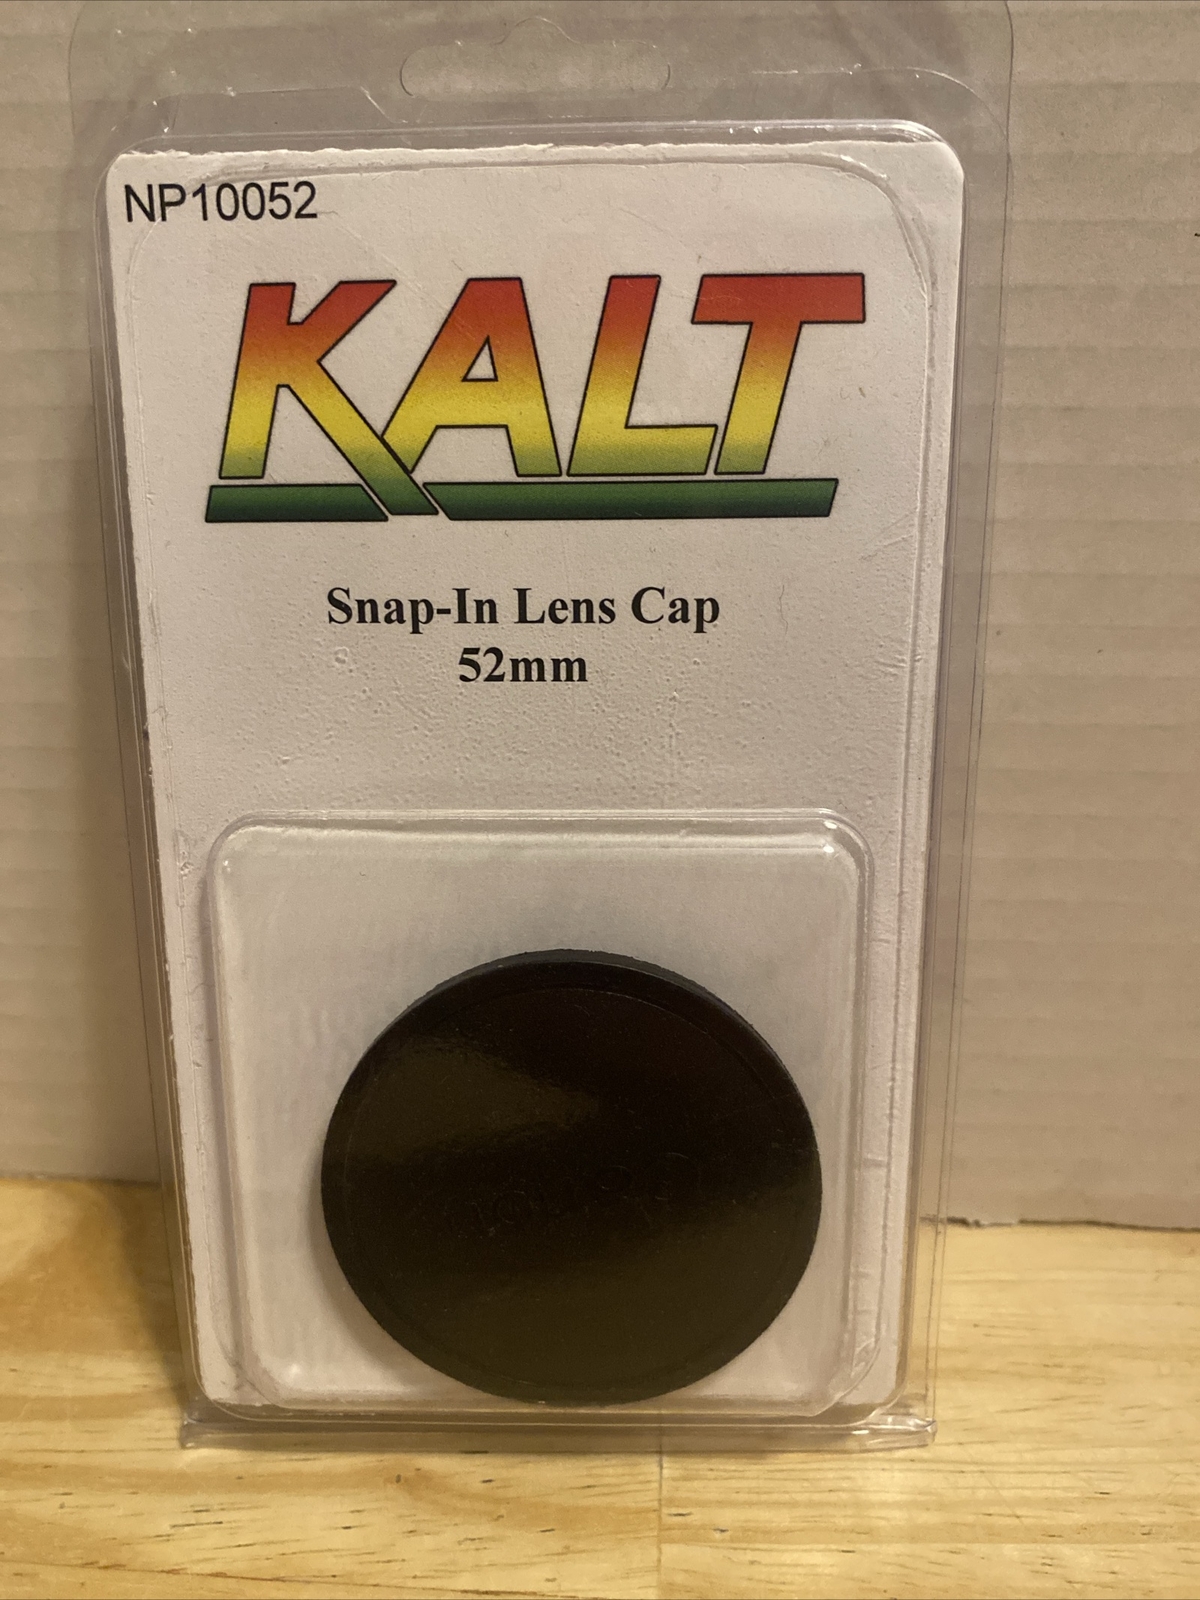 NP10052
KALT
Snap-In Lens Cap
52mm